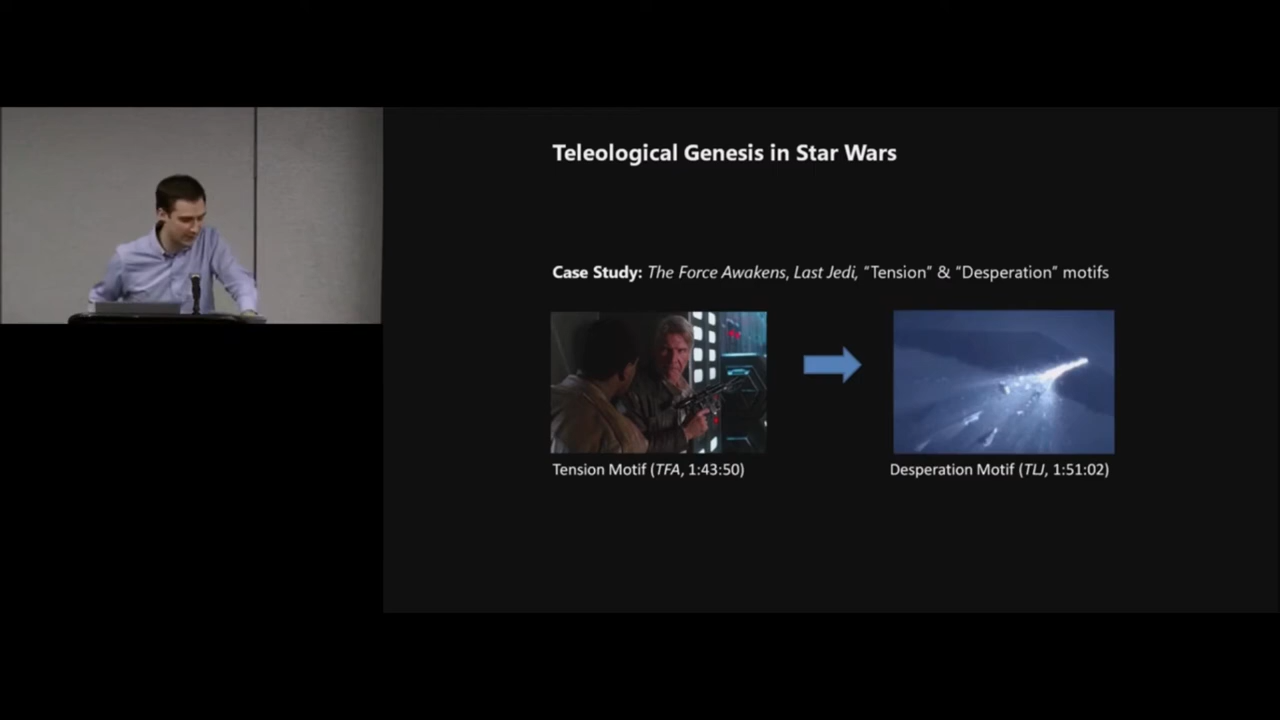 Teleological Genesis in Star Wars
Case Study: The Force Awakens, Last Jedi, "Tension" & "Desperation" motifs
Tension Motif (TFA, 1:43:50)
Desperation Motif (TLJ, 1:51:02)